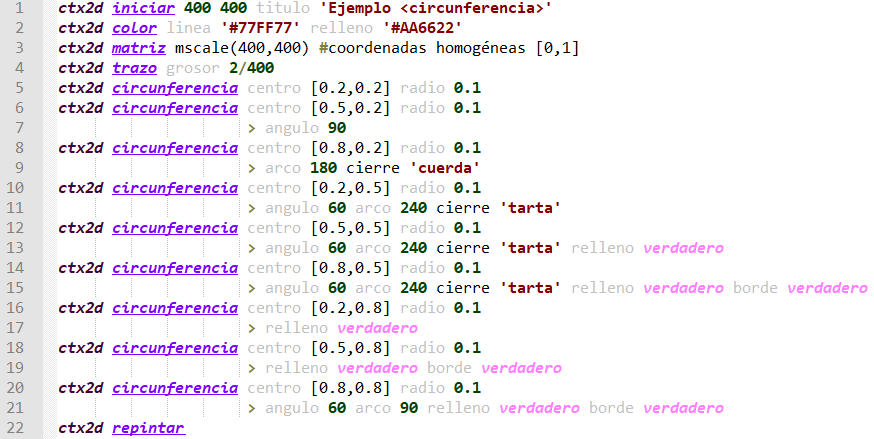 1 ctx2d iniciar 400 400 titulo 'Ejemplo <circunferencia>'
2 ctx2d color linea '#77FF77' relleno '#AA6622'
3 ctx2d matriz mscale(400,400) #coordenadas homogéneas [0,1]
4 ctx2d trazo grosor 2/400
5 ctx2d circunferencia centro [0.2,0.2] radio 0.1
6 ctx2d circunferencia centro [0.5,0.2] radio 0.1
7 > angulo 90
8 ctx2d circunferencia centro [0.8,0.2] radio 0.1
9 > arco 180 cierre 'cuerda'
10 ctx2d circunferencia centro [0.2,0.5] radio 0.1
11 > angulo 60 arco 240 cierre 'tarta'
12 ctx2d circunferencia centro [0.5,0.5] radio 0.1
13 > angulo 60 arco 240 cierre 'tarta' relleno verdadero
14 ctx2d circunferencia centro [0.8,0.5] radio 0.1
15 > angulo 60 arco 240 cierre 'tarta' relleno verdadero borde verdadero
16 ctx2d circunferencia centro [0.2,0.8] radio 0.1
17 > relleno verdadero
18 ctx2d circunferencia centro [0.5,0.8] radio 0.1
19 > relleno verdadero borde verdadero
20 ctx2d circunferencia centro [0.8,0.8] radio 0.1
21 > angulo 60 arco 90 relleno verdadero borde verdadero
22 ctx2d repintar